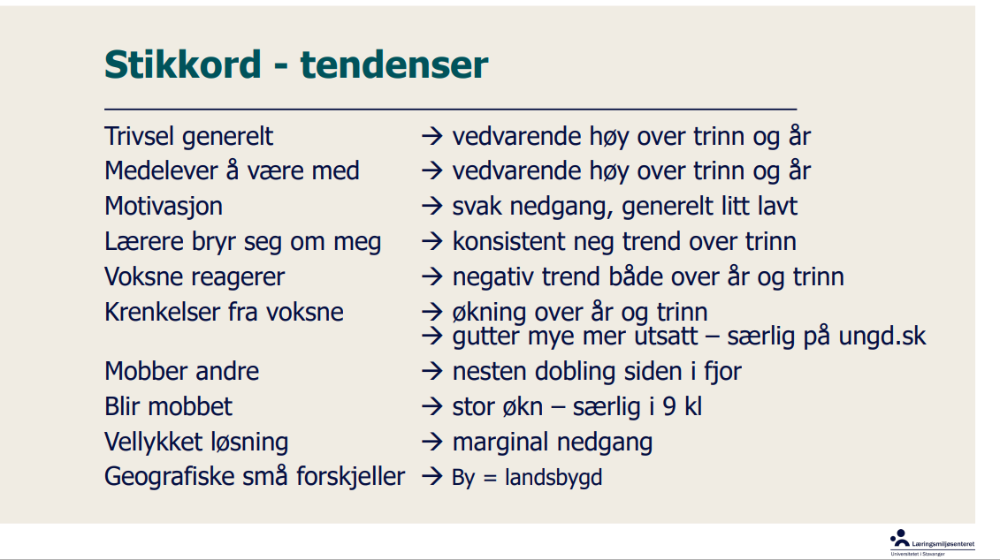 Stikkord - tendenser
Trivsel generelt → vedvarende høy over trinn og år
Medelever å være med → vedvarende høy over trinn og år
Motivasjon → svak nedgang, generelt litt lavt
Lærere bryr seg om meg → konsistent neg trend over trinn
Voksne reagerer → negativ trend både over år og trinn
Krenkelser fra voksne → økning over år og trinn
→ gutter mye mer utsatt – særlig på ungd.sk
Mobber andre → nesten dobling siden i fjor
Blir mobbet → stor økn – særlig i 9 kl
Vellykket løsning → marginal nedgang
Geografiske små forskjeller → By = landsbygd
Læringsmiljøsenteret
Universitetet i Stavanger